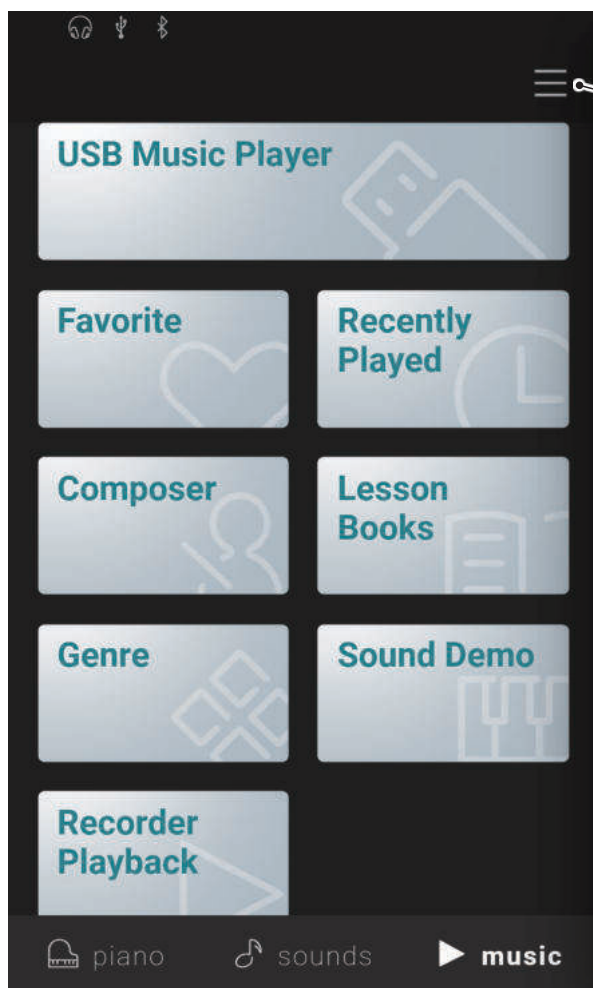 USB Music Player
Favorite
Recently
Played
Composer
Lesson
Books
Genre
Sound Demo
Recorder
Playback
piano
sounds
music